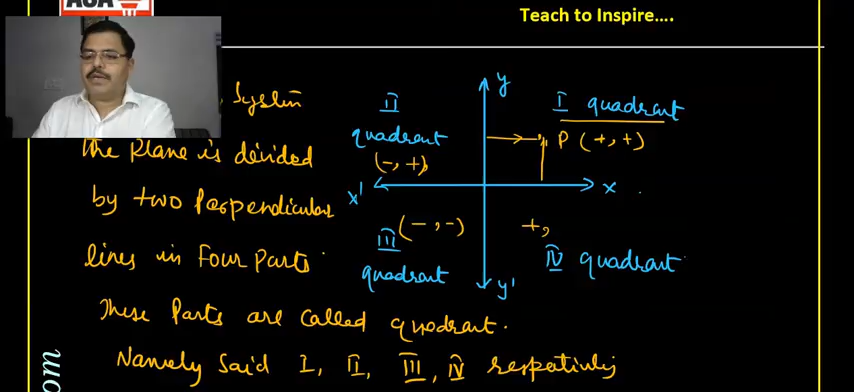 Teach to Inspire....
System
the Plane is divided
by two Perpendicular
lines in Four Parts.
These Parts are called quadrant.
Namely Said I, II, III, IV respectively
y
II
quadrant
(-, +)
I quadrant
P (+, +)
x'
x
III
quadrant
(-, -)
+,
IV quadrant
y'
om